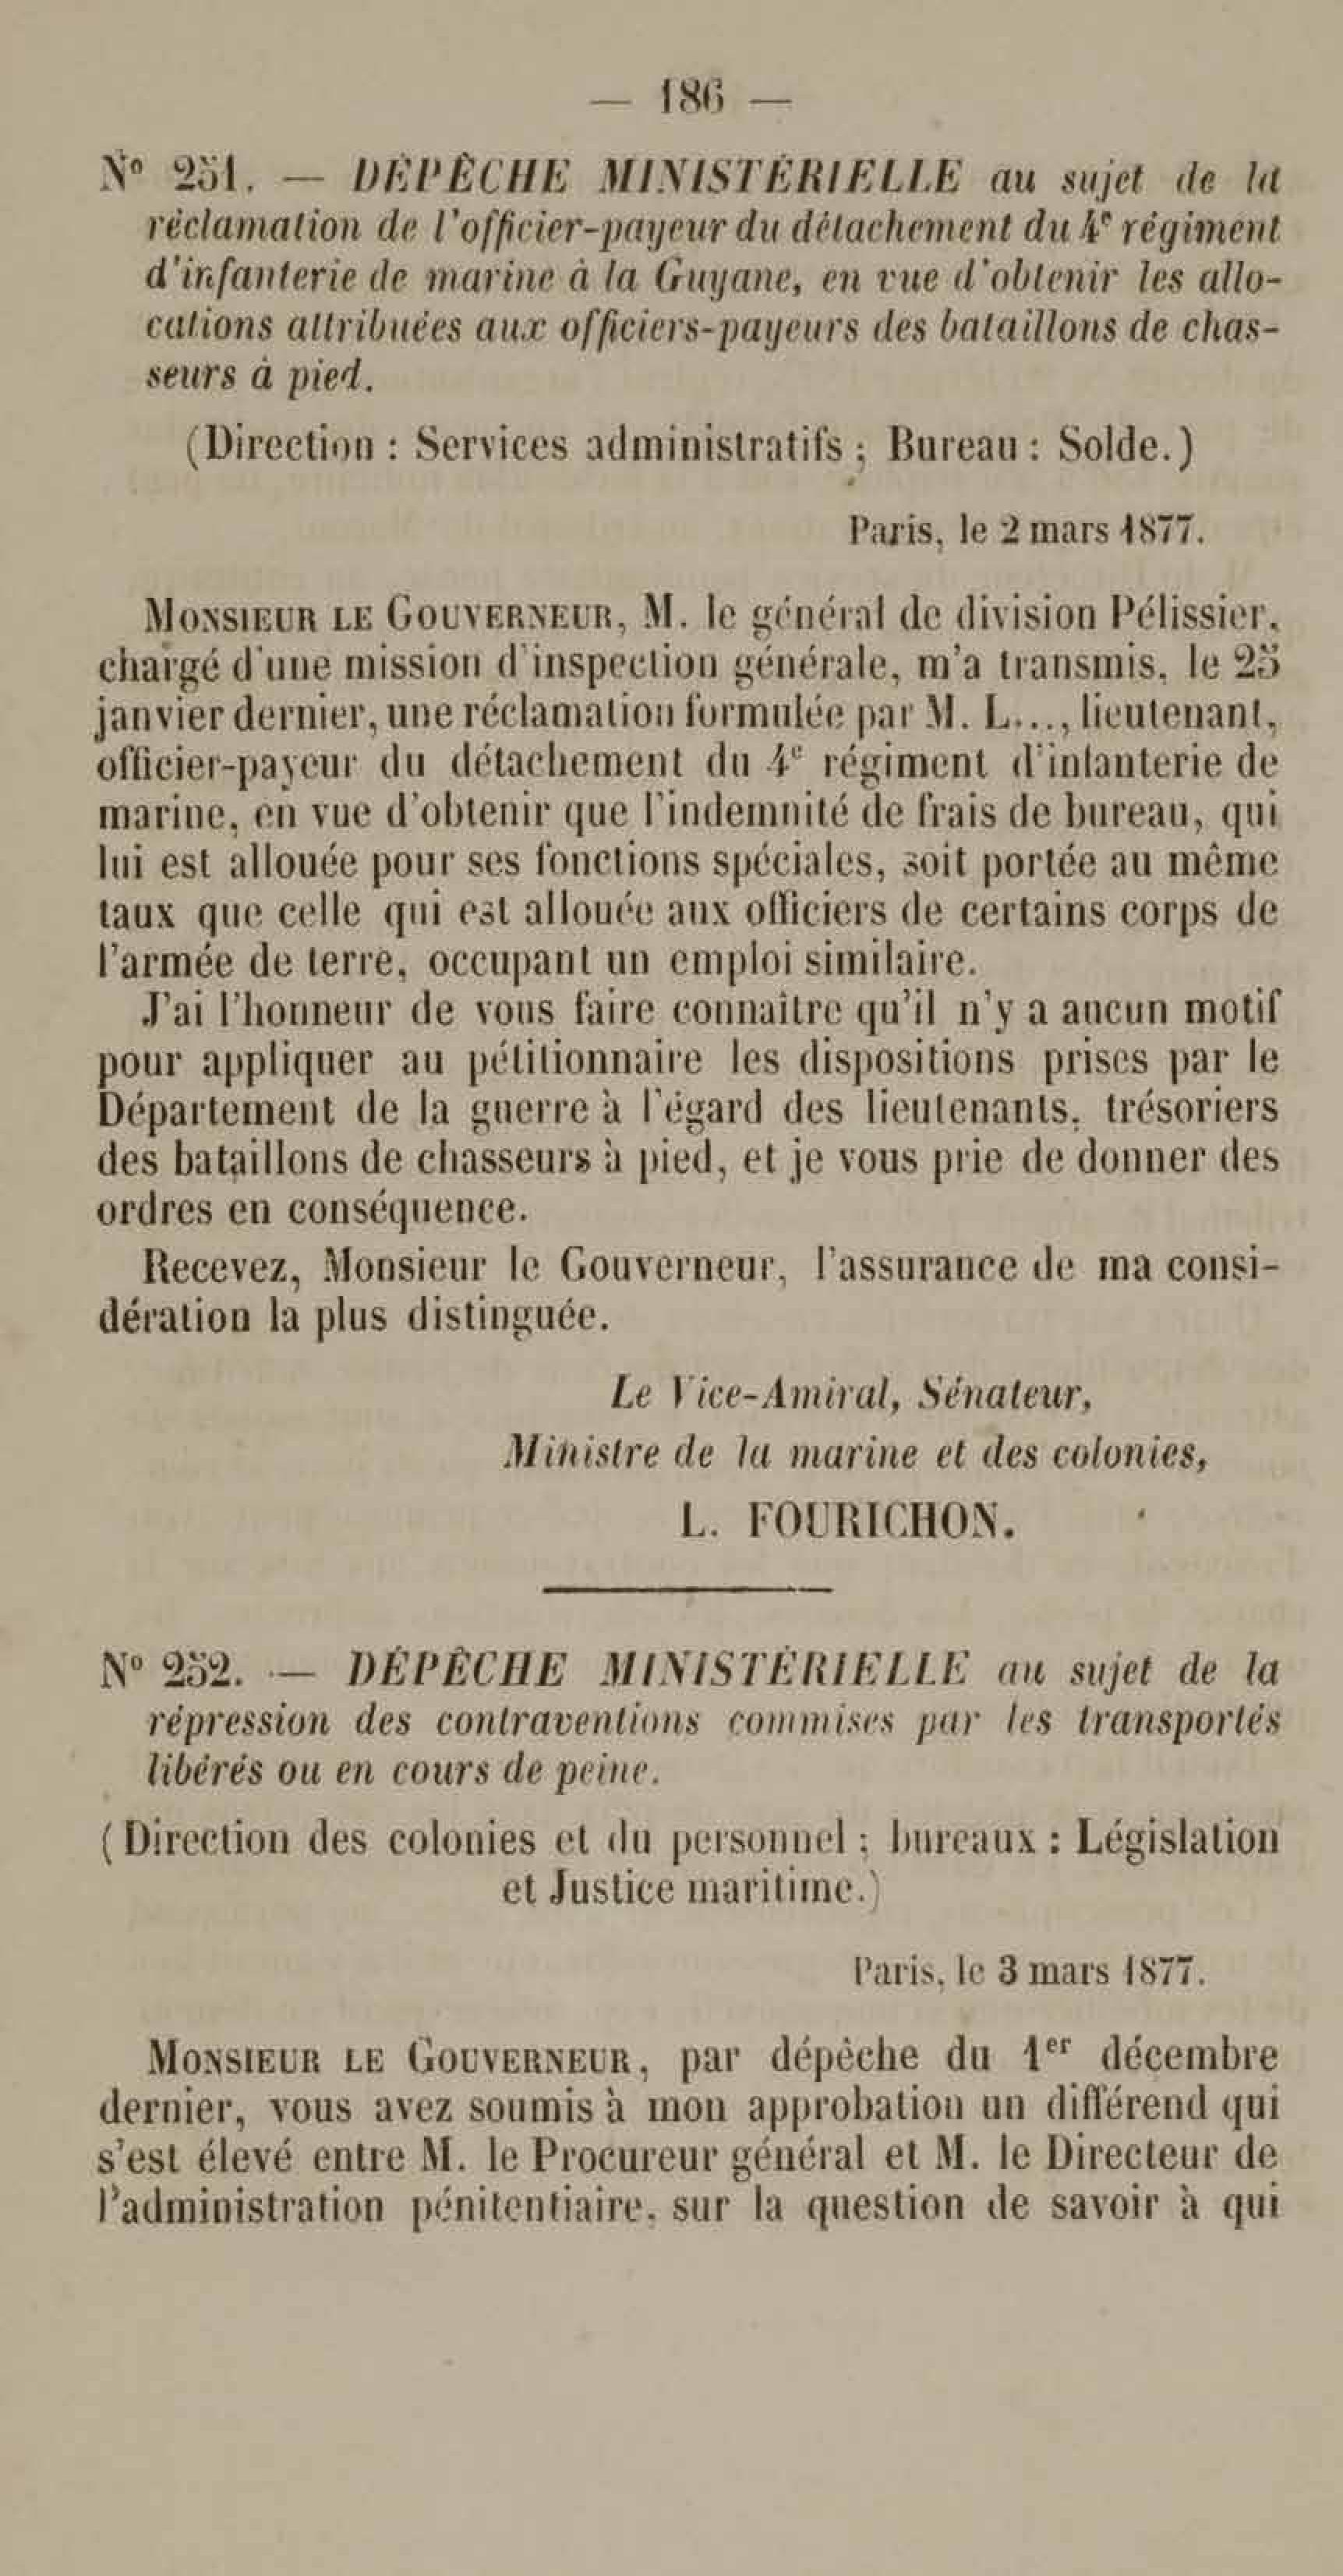 — 186 —
N° 251. — DÉPÊCHE MINISTÉRIELLE au sujet de la
réclamation de l'officier-payeur du détachement du 4e régiment
d'infanterie de marine à la Guyane, en vue d'obtenir les allo-
cations attribuées aux officiers-payeurs des bataillons de chas-
seurs à pied.
(Direction : Services administratifs ; Bureau : Solde.)
Paris, le 2 mars 1877.
MONSIEUR LE GOUVERNEUR, M. le général de division Pélissier,
chargé d'une mission d'inspection générale, m'a transmis, le 25
janvier dernier, une réclamation formulée par M. L..., lieutenant,
officier-payeur du détachement du 4e régiment d'infanterie de
marine, en vue d'obtenir que l'indemnité de frais de bureau, qui
lui est allouée pour ses fonctions spéciales, soit portée au même
taux que celle qui est allouée aux officiers de certains corps de
l'armée de terre, occupant un emploi similaire.
J'ai l'honneur de vous faire connaître qu'il n'y a aucun motif
pour appliquer au pétitionnaire les dispositions prises par le
Département de la guerre à l'égard des lieutenants, trésoriers
des bataillons de chasseurs à pied, et je vous prie de donner des
ordres en conséquence.
Recevez, Monsieur le Gouverneur, l'assurance de ma consi-
dération la plus distinguée.
Le Vice-Amiral, Sénateur,
Ministre de la marine et des colonies,
L. FOURICHON.
N° 252. — DÉPÊCHE MINISTÉRIELLE au sujet de la
répression des contraventions commises par les transportés
libérés ou en cours de peine.
(Direction des colonies et du personnel ; bureaux : Législation
et Justice maritime.)
Paris, le 3 mars 1877.
MONSIEUR LE GOUVERNEUR, par dépêche du 1er décembre
dernier, vous avez soumis à mon approbation un différend qui
s'est élevé entre M. le Procureur général et M. le Directeur de
l'administration pénitentiaire, sur la question de savoir à qui